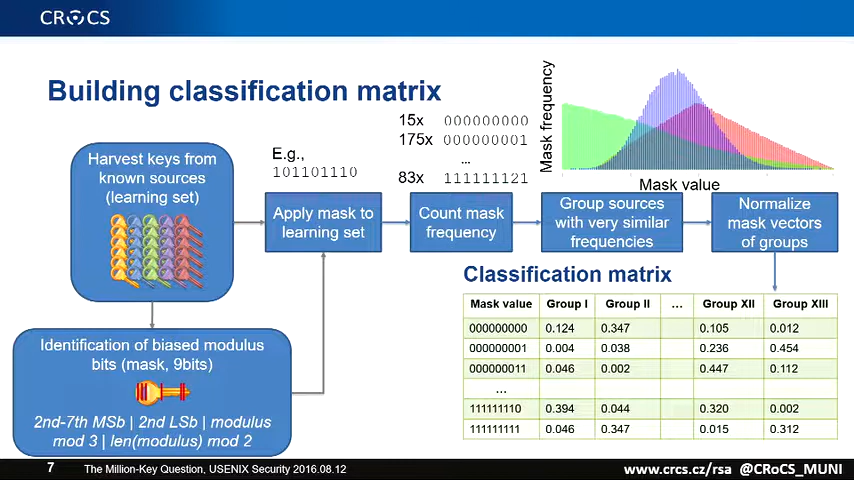 CRCS
Building classification matrix
Harvest keys from
known sources
(learning set)
E.g.,
101101110
15x 000000000
175x 000000001
...
83x 111111121
Mask frequency
Mask value
Apply mask to
learning set
Count mask
frequency
Group sources
with very similar
frequencies
Normalize
mask vectors
of groups
Identification of biased modulus
bits (mask, 9bits)
2nd-7th MSb | 2nd LSb | modulus
mod 3 | len(modulus) mod 2
Classification matrix
Mask value Group I Group II ... Group XII Group XIII
000000000 0.124 0.347 0.105 0.012
000000001 0.004 0.038 0.236 0.454
000000011 0.046 0.002 0.447 0.112
...
111111110 0.394 0.044 0.320 0.002
111111111 0.046 0.347 0.015 0.312
7 The Million-Key Question, USENIX Security 2016.08.12
www.crcs.cz/rsa @CRoCS_MUNI